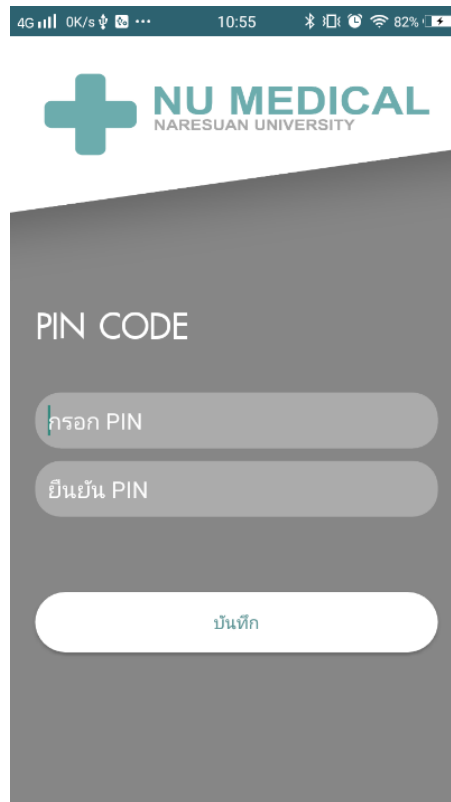 4G 0K/s ... 10:55 82%
NU MEDICAL
NARESUAN UNIVERSITY
PIN CODE
กรอก PIN
ยืนยัน PIN
บันทึก